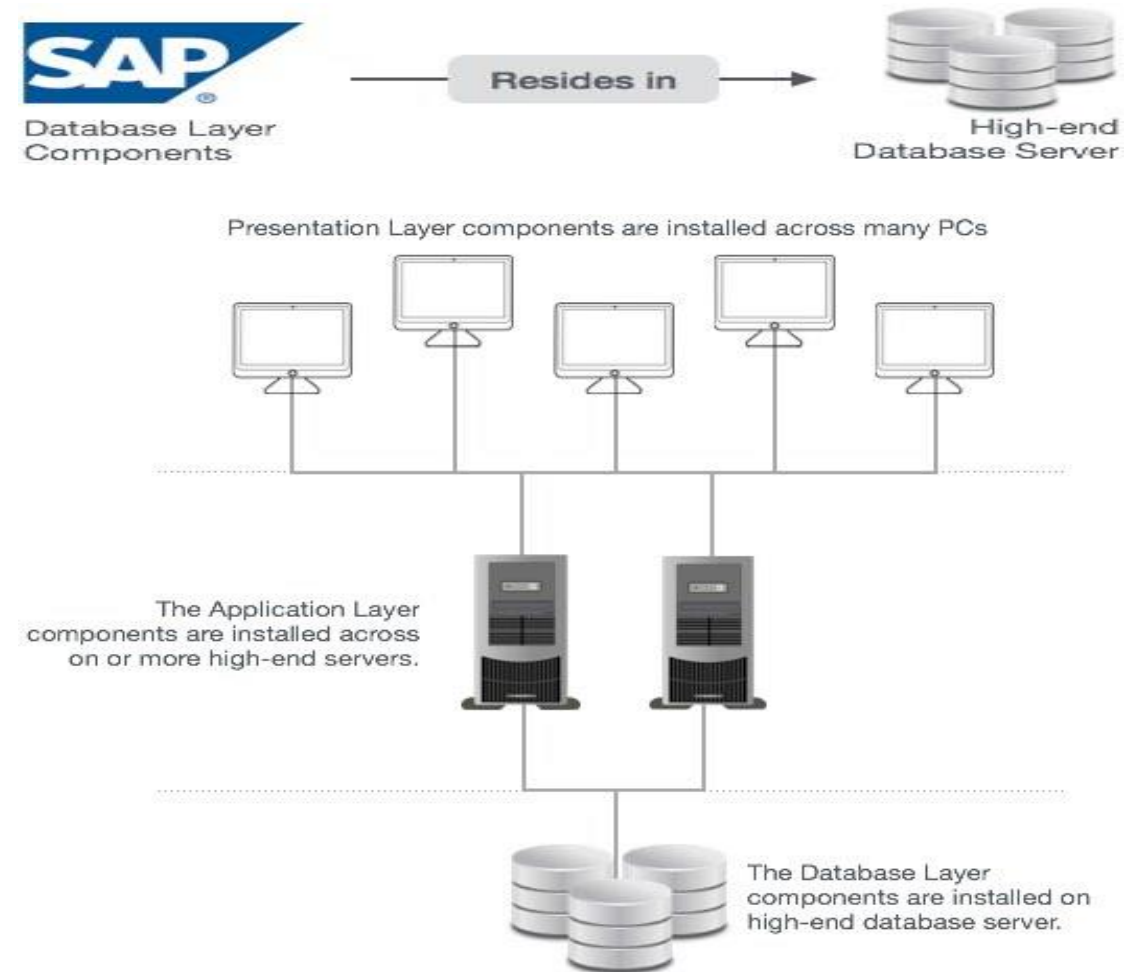 SAP
®
Database Layer
Components
Resides in
High-end
Database Server
Presentation Layer components are installed across many PCs
The Application Layer
components are installed across
on or more high-end servers.
The Database Layer
components are installed on
high-end database server.